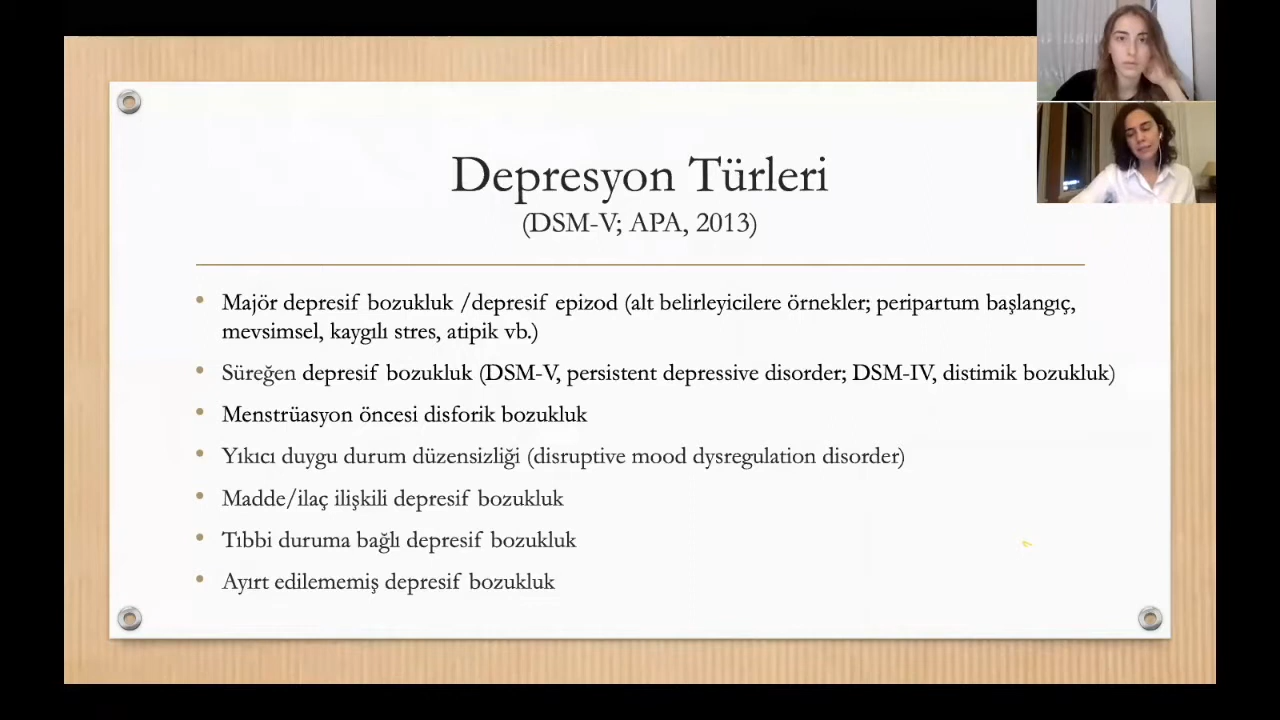 Depresyon Türleri
(DSM-V; APA, 2013)
• Majör depresif bozukluk /depresif epizod (alt belirleyicilere örnekler; peripartum başlangıç,
mevsimsel, kaygılı stres, atipik vb.)
• Süreğen depresif bozukluk (DSM-V, persistent depressive disorder; DSM-IV, distimik bozukluk)
• Menstrüasyon öncesi disforik bozukluk
• Yıkıcı duygu durum düzensizliği (disruptive mood dysregulation disorder)
• Madde/ilaç ilişkili depresif bozukluk
• Tıbbi duruma bağlı depresif bozukluk
• Ayırt edilememiş depresif bozukluk